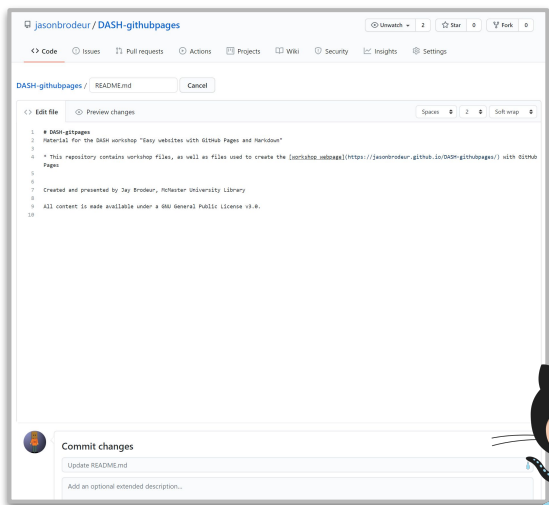 jasonbrodeur / DASH-githubpages
Unwatch 2 Star 0 Fork 0
Code Issues Pull requests Actions Projects Wiki Security Insights Settings
DASH-githubpages / README.md Cancel
Edit file Preview changes Spaces 2 Soft wrap
1 # DASH-gitpages
2 Material for the DASH workshop "Easy websites with GitHub Pages and Markdown"
3
4 * This repository contains workshop files, as well as files used to create the [workshop webpage](https://jasonbrodeur.github.io/DASH-githubpages/) with GitHub
Pages
5
6
7 Created and presented by Jay Brodeur, McMaster University Library
8
9 All content is made available under a GNU General Public License v3.0.
10
Commit changes
Update README.md
Add an optional extended description...